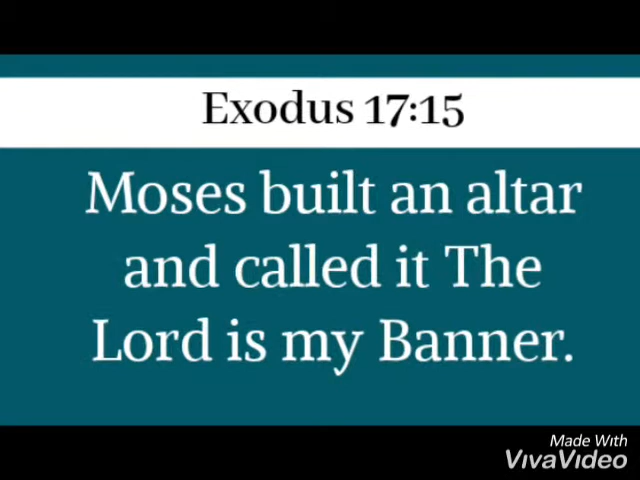 Exodus 17:15
Moses built an altar
and called it The
Lord is my Banner.
Made With
VivaVideo